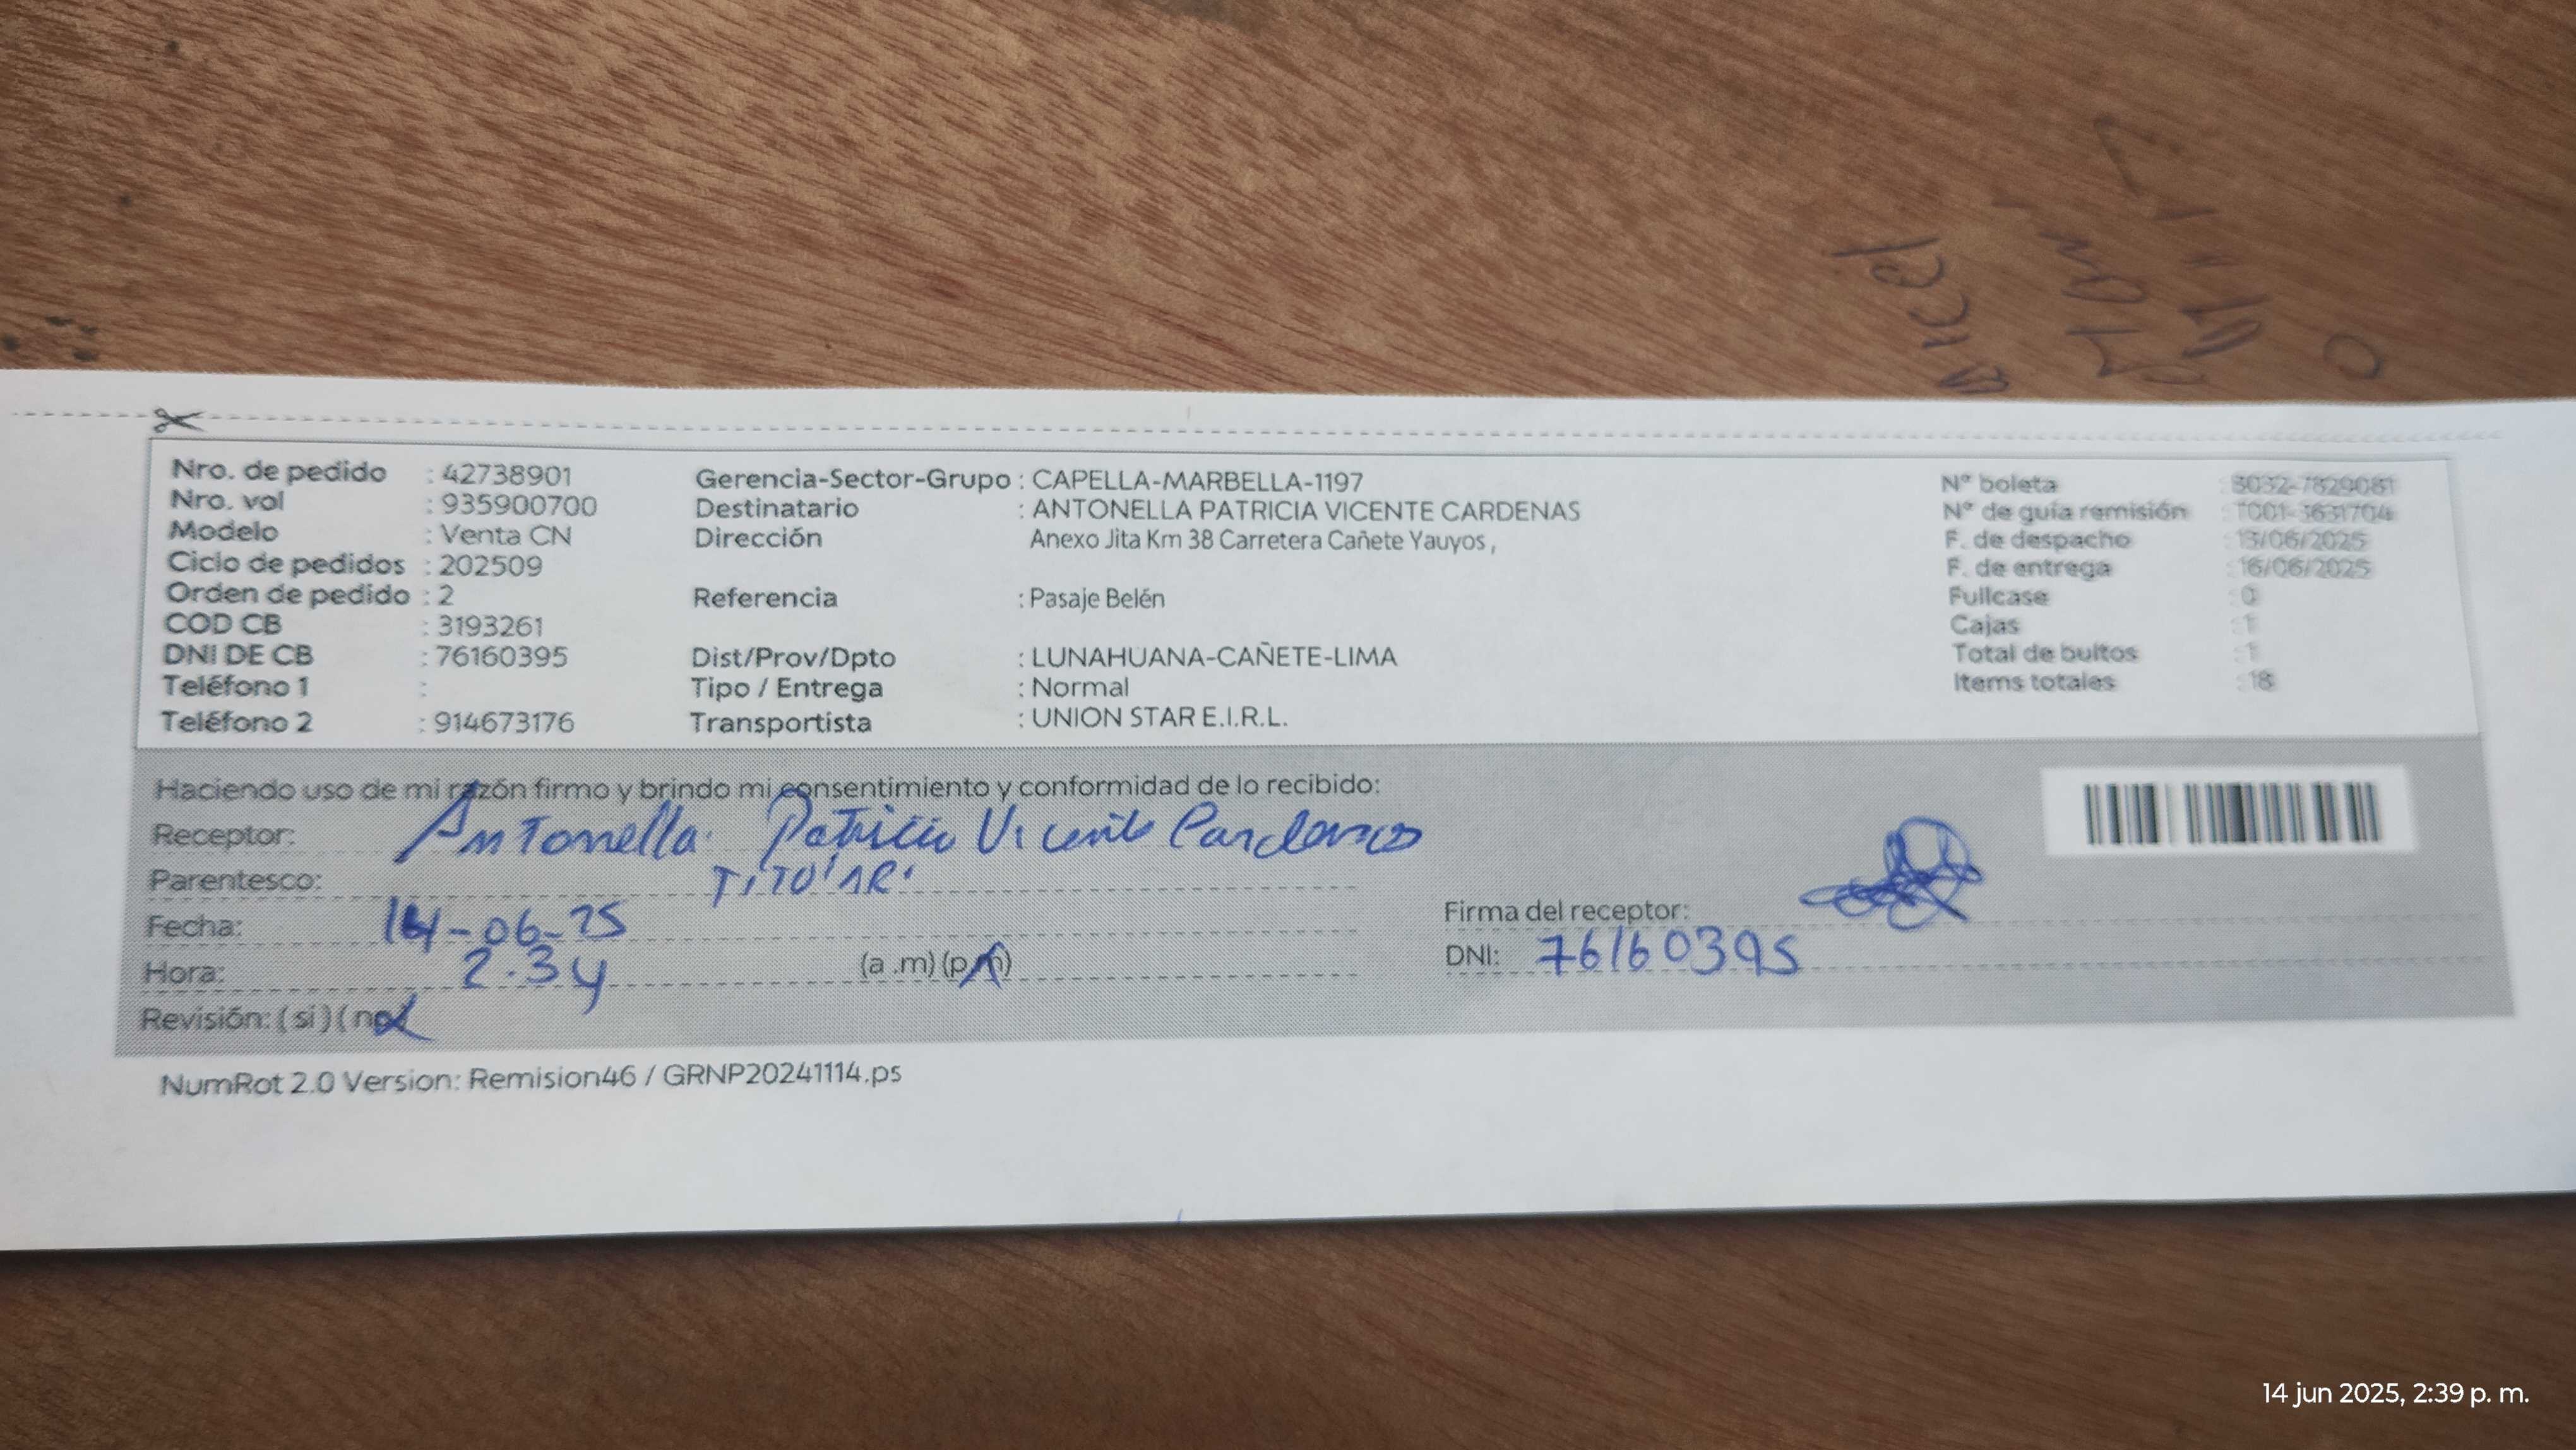 Nro. de pedido : 42738901 Gerencia-Sector-Grupo : CAPELLA-MARBELLA-1197 N° boleta
Nro. vol : 935900700 Destinatario : ANTONELLA PATRICIA VICENTE CARDENAS N° de guía remisión : T001-3631704
Modelo : Venta CN Dirección Anexo Jita Km 38 Carretera Cañete Yauyos , F. de despacho : 13/06/2025
Ciclo de pedidos : 202509 F. de entrega : 16/06/2025
Orden de pedido : 2 Referencia : Pasaje Belén Fullcase : 0
COD CB : 3193261 Cajas : 1
DNI DE CB : 76160395 Dist/Prov/Dpto : LUNAHUANA-CAÑETE-LIMA Total de bultos : 1
Teléfono 1 : Tipo / Entrega : Normal Items totales : 18
Teléfono 2 : 914673176 Transportista : UNION STAR E.I.R.L.
Haciendo uso de mi razón firmo y brindo mi consentimiento y conformidad de lo recibido:
Receptor: Antonella Patricia Vicente Cardenas
Parentesco: TITULAR
Fecha: 14-06-25 Firma del receptor:
Hora: 2.34 (a .m) (p.m) DNI: 76160395
Revisión: ( si ) ( no )
NumRot 2.0 Version: Remision46 / GRNP20241114.ps
14 jun 2025, 2:39 p. m.